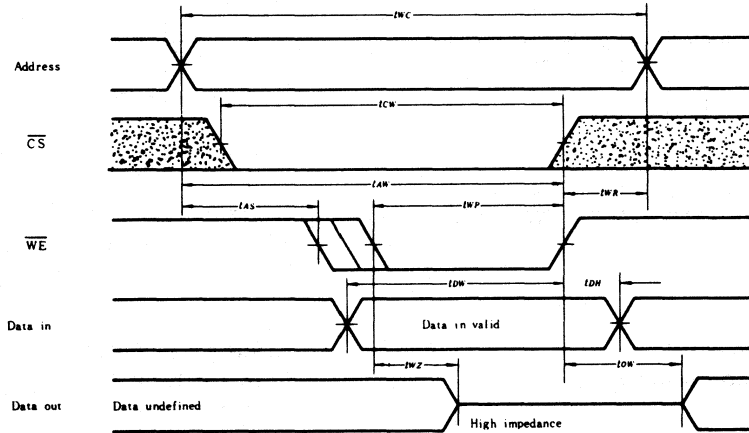 tWC
Address
tCW
CS
tAW
tWR
tAS
tWP
WE
tDW
tDH
Data in
Data in valid
tWZ
tOW
Data out
Data undefined
High impedance